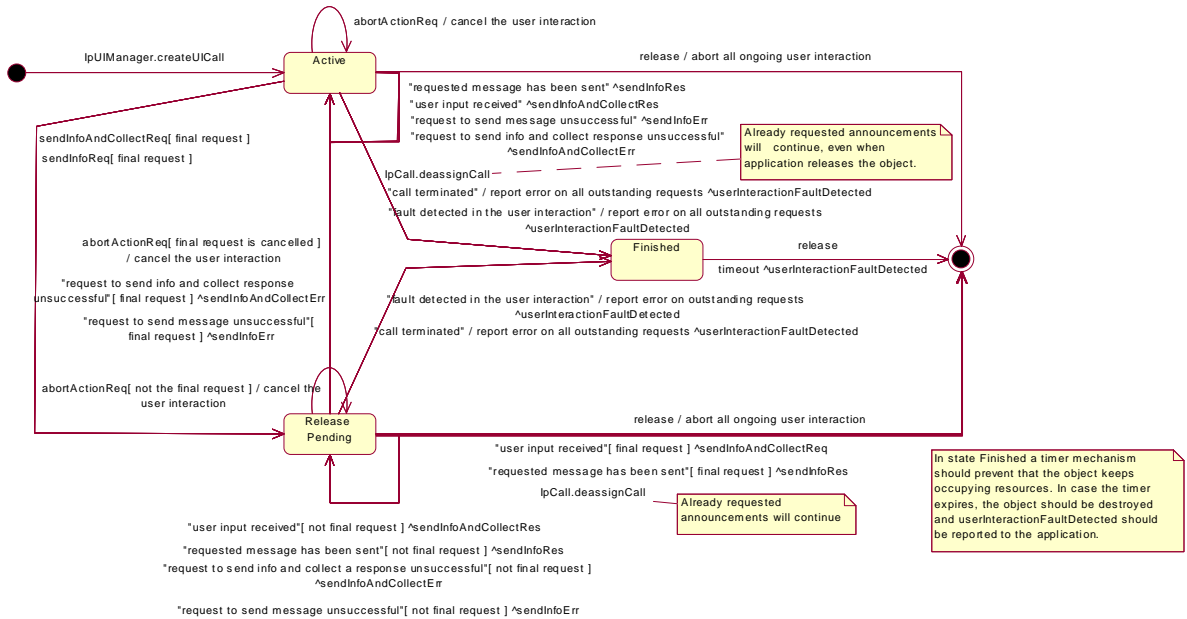 abortActionReq / cancel the user interaction
IpUIManager.createUICall
Active
release / abort all ongoing user interaction
"requested message has been sent" ^sendInfoRes
"user input received" ^sendInfoAndCollectRes
"request to send message unsuccessful" ^sendInfoErr
"request to send info and collect response unsuccessful"
^sendInfoAndCollectErr
Already requested announcements
will continue, even when
application releases the object.
sendInfoAndCollectReq[ final request ]
sendInfoReq[ final request ]
IpCall.deassignCall
"call terminated" / report error on all outstanding requests ^userInteractionFaultDetected
"fault detected in the user interaction" / report error on all outstanding requests
^userInteractionFaultDetected
abortActionReq[ final request is cancelled ]
/ cancel the user interaction
Finished
release
timeout ^userInteractionFaultDetected
"request to send info and collect response
unsuccessful"[ final request ] ^sendInfoAndCollectErr
"request to send message unsuccessful"[
final request ] ^sendInfoErr
"fault detected in the user interaction" / report error on outstanding requests
^userInteractionFaultDetected
"call terminated" / report error on all outstanding requests ^userInteractionFaultDetected
abortActionReq[ not the final request ] / cancel the
user interaction
Release
Pending
release / abort all ongoing user interaction
"user input received"[ final request ] ^sendInfoAndCollectReq
"requested message has been sent"[ final request ] ^sendInfoRes
IpCall.deassignCall
Already requested
announcements will continue
In state Finished a timer mechanism
should prevent that the object keeps
occupying resources. In case the timer
expires, the object should be destroyed
and userInteractionFaultDetected should
be reported to the application.
"user input received"[ not final request ] ^sendInfoAndCollectRes
"requested message has been sent"[ not final request ] ^sendInfoRes
"request to send info and collect a response unsuccessful"[ not final request ]
^sendInfoAndCollectErr
"request to send message unsuccessful"[ not final request ] ^sendInfoErr